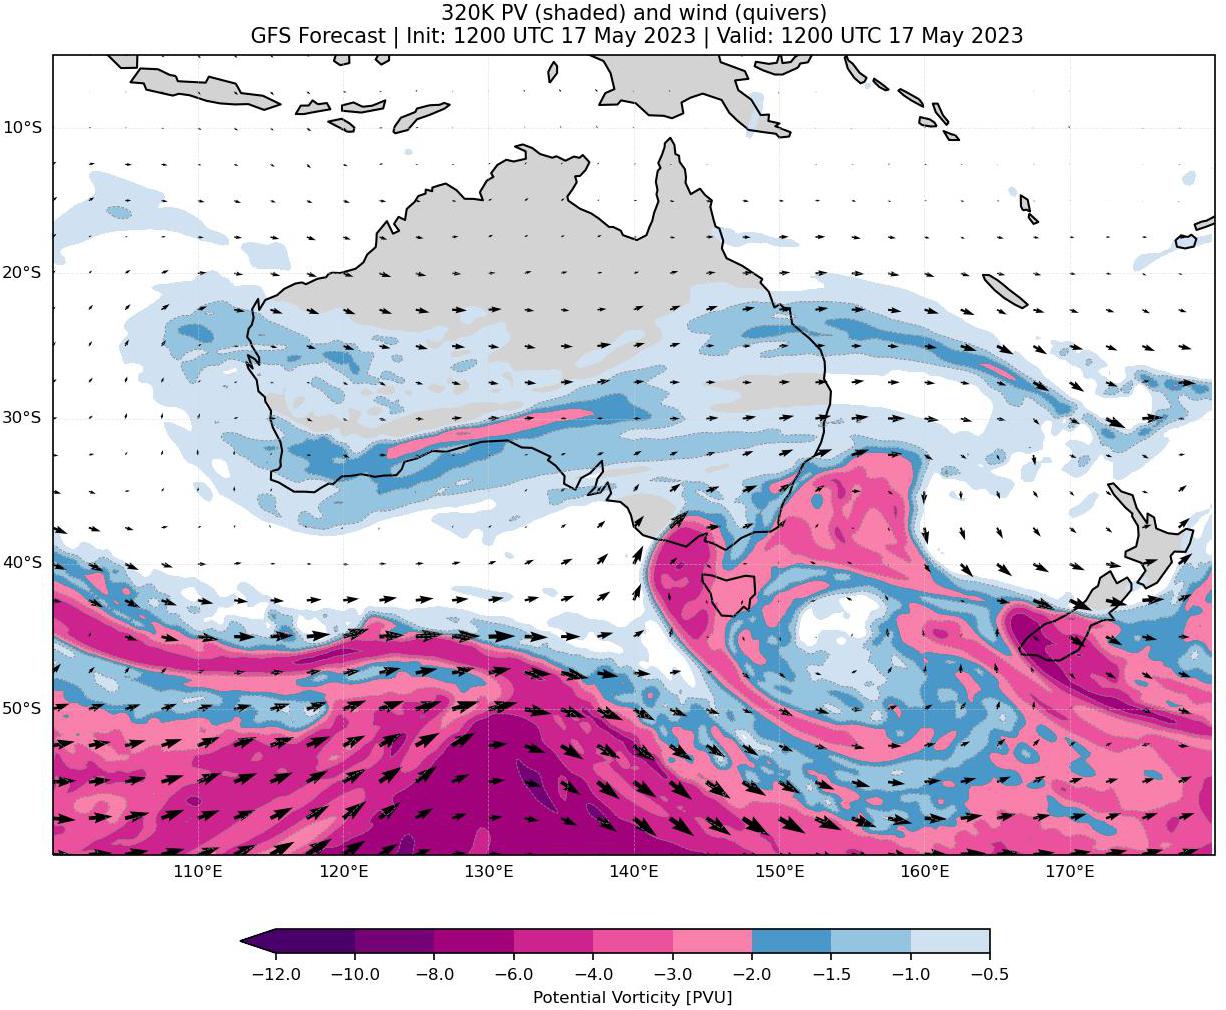 320K PV (shaded) and wind (quivers)
GFS Forecast | Init: 1200 UTC 17 May 2023 | Valid: 1200 UTC 17 May 2023
10°S
20°S
30°S
40°S
50°S
110°E 120°E 130°E 140°E 150°E 160°E 170°E
−12.0 −10.0 −8.0 −6.0 −4.0 −3.0 −2.0 −1.5 −1.0 −0.5
Potential Vorticity [PVU]